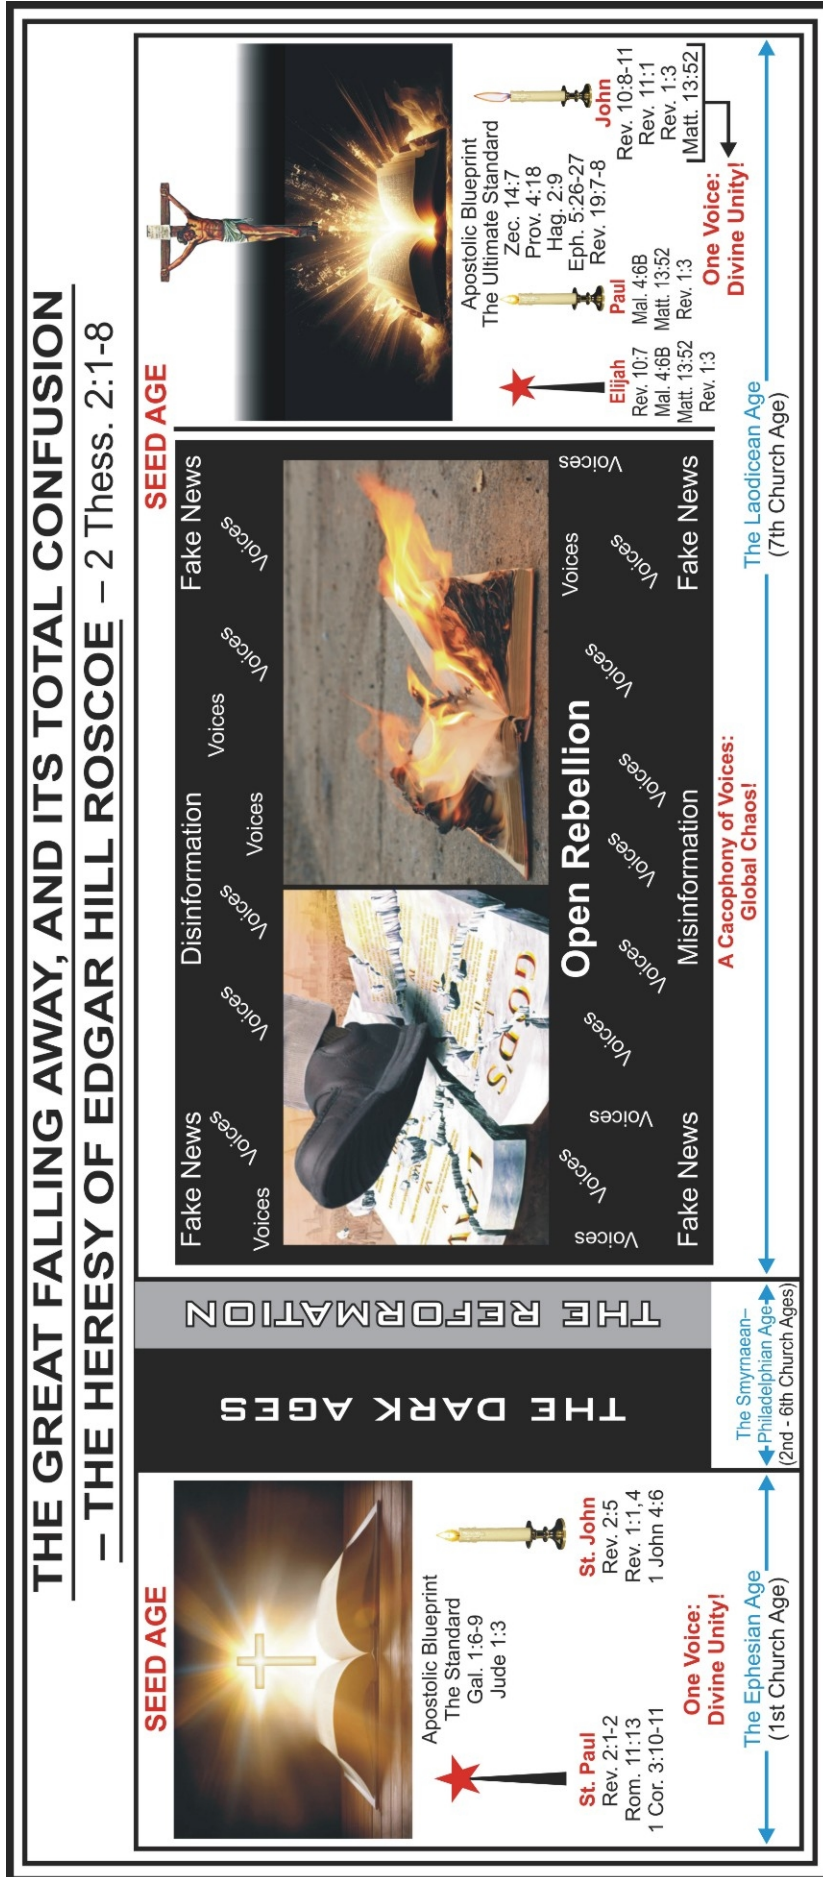 THE GREAT FALLING AWAY, AND ITS TOTAL CONFUSION
– THE HERESY OF EDGAR HILL ROSCOE – 2 Thess. 2:1-8
SEED AGE
Apostolic Blueprint
The Standard
Gal. 1:6-9
Jude 1:3
St. Paul
Rev. 2:1-2
Rom. 11:13
1 Cor. 3:10-11
St. John
Rev. 2:5
Rev. 1:1,4
1 John 4:6
One Voice:
Divine Unity!
The Ephesian Age
(1st Church Age)
THE DARK AGES
THE REFORMATION
The Smyrnaean–
Philadelphian Age
(2nd - 6th Church Ages)
Fake News
Disinformation
Fake News
Voices
Voices
Voices
Voices
Voices
Voices
Voices
Voices
GOD'S
LAW
Open Rebellion
Voices
Voices
Voices
Voices
Voices
Voices
Voices
Voices
Voices
Voices
Voices
Fake News
Misinformation
Fake News
A Cacophony of Voices:
Global Chaos!
SEED AGE
Apostolic Blueprint
The Ultimate Standard
Zec. 14:7
Prov. 4:18
Hag. 2:9
Eph. 5:26-27
Rev. 19:7-8
Elijah
Rev. 10:7
Mal. 4:6B
Matt. 13:52
Rev. 1:3
Paul
Mal. 4:6B
Matt. 13:52
Rev. 1:3
John
Rev. 10:8-11
Rev. 11:1
Rev. 1:3
Matt. 13:52
One Voice:
Divine Unity!
The Laodicean Age
(7th Church Age)